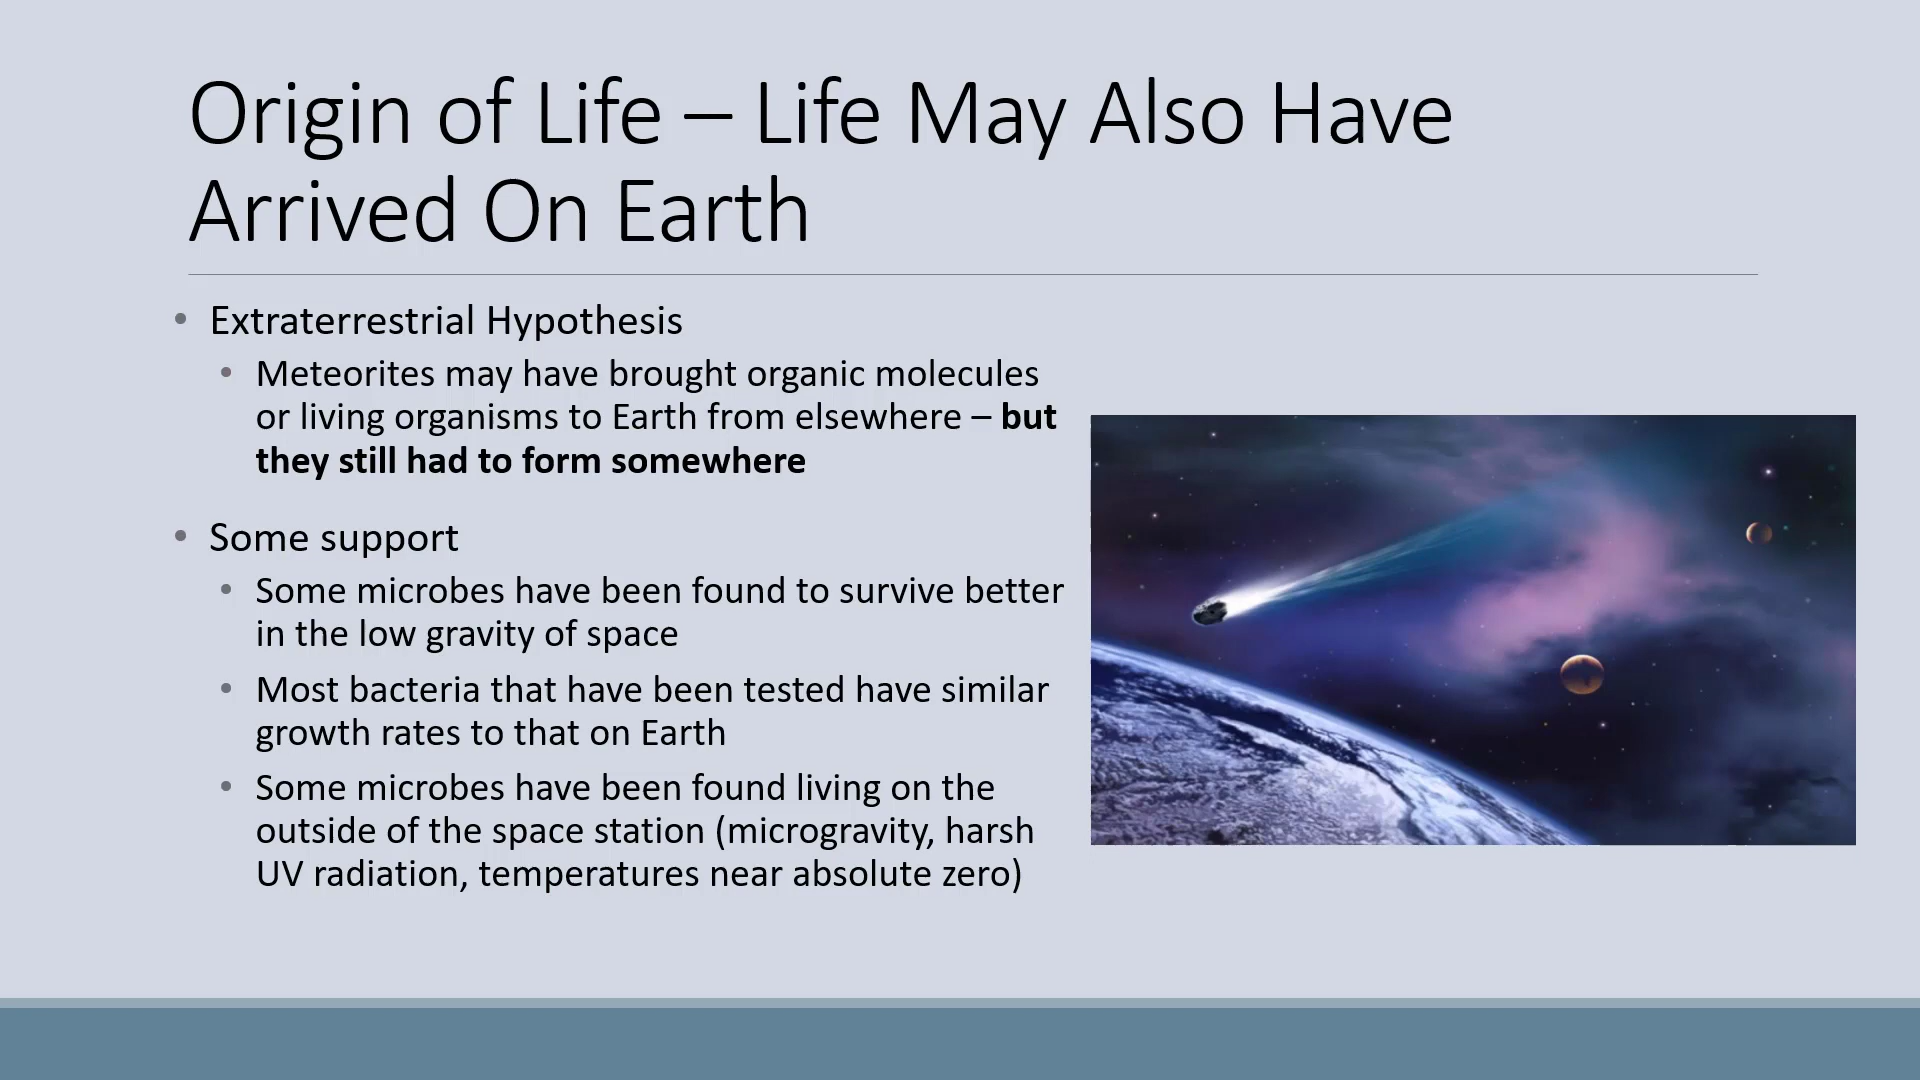 Origin of Life – Life May Also Have
Arrived On Earth
• Extraterrestrial Hypothesis
• Meteorites may have brought organic molecules
or living organisms to Earth from elsewhere – but
they still had to form somewhere
• Some support
• Some microbes have been found to survive better
in the low gravity of space
• Most bacteria that have been tested have similar
growth rates to that on Earth
• Some microbes have been found living on the
outside of the space station (microgravity, harsh
UV radiation, temperatures near absolute zero)